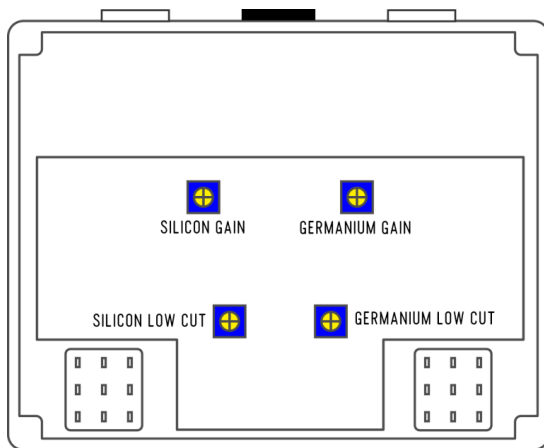 SILICON GAIN
GERMANIUM GAIN
SILICON LOW CUT
GERMANIUM LOW CUT